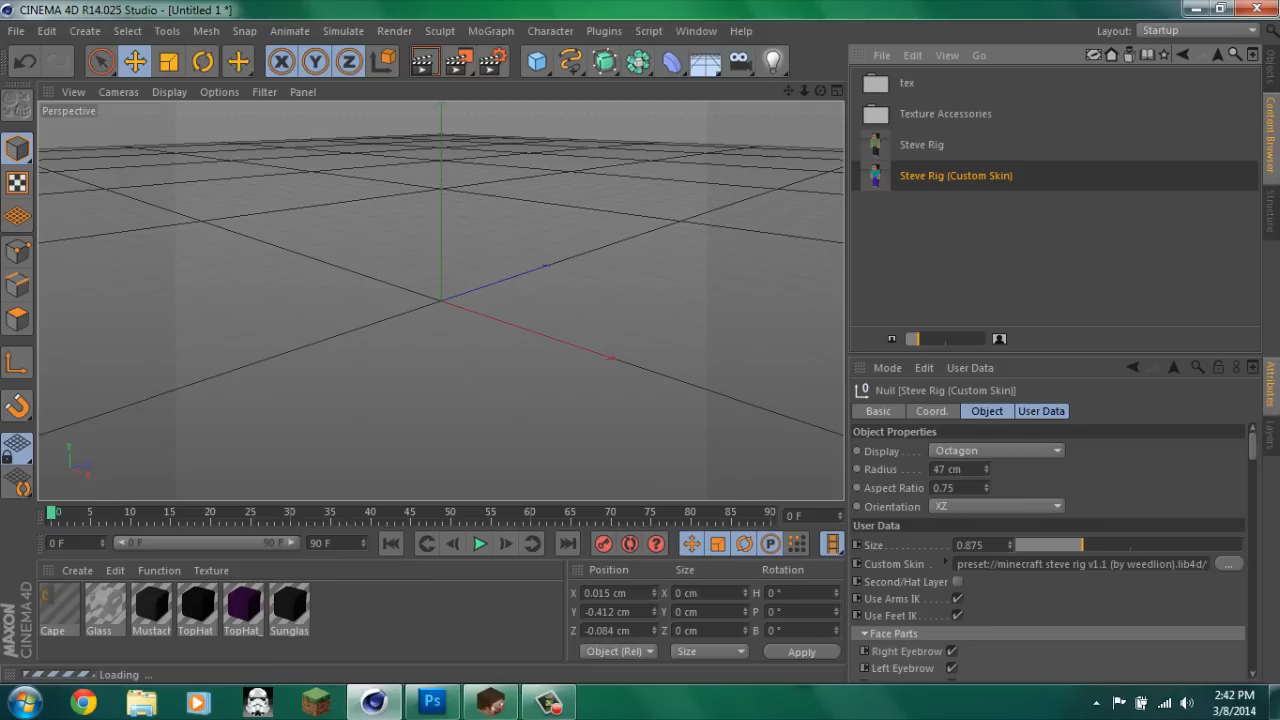 CINEMA 4D R14.025 Studio - [Untitled 1 *]
File Edit Create Select Tools Mesh Snap Animate Simulate Render Sculpt MoGraph Character Plugins Script Window Help Layout: Startup
X Y Z
File Edit View Go
View Cameras Display Options Filter Panel
Perspective
tex
Texture Accessories
Steve Rig
Steve Rig (Custom Skin)
Objects
Content Browser
Structure
Mode Edit User Data
Null [Steve Rig (Custom Skin)]
Basic Coord. Object User Data
Attributes
Layers
Object Properties
Display Octagon
Radius 47 cm
Aspect Ratio 0.75
Orientation XZ
User Data
Size 0.875
Custom Skin preset://minecraft steve rig v1.1 (by weedlion).lib4d/ ...
Second/Hat Layer
Use Arms IK
Use Feet IK
Face Parts
Right Eyebrow
Left Eyebrow
Y
Z
X
0 5 10 15 20 25 30 35 40 45 50 55 60 65 70 75 80 85 90 0 F
0 F 0 F 90 F 90 F
Create Edit Function Texture
Cape Glass Mustach TopHat TopHat_ Sunglas
Position Size Rotation
X 0.015 cm X 0 cm H 0 °
Y -0.412 cm Y 0 cm P 0 °
Z -0.084 cm Z 0 cm B 0 °
Object (Rel) Size Apply
MAXON
CINEMA 4D
Loading
Ps
2:42 PM
3/8/2014